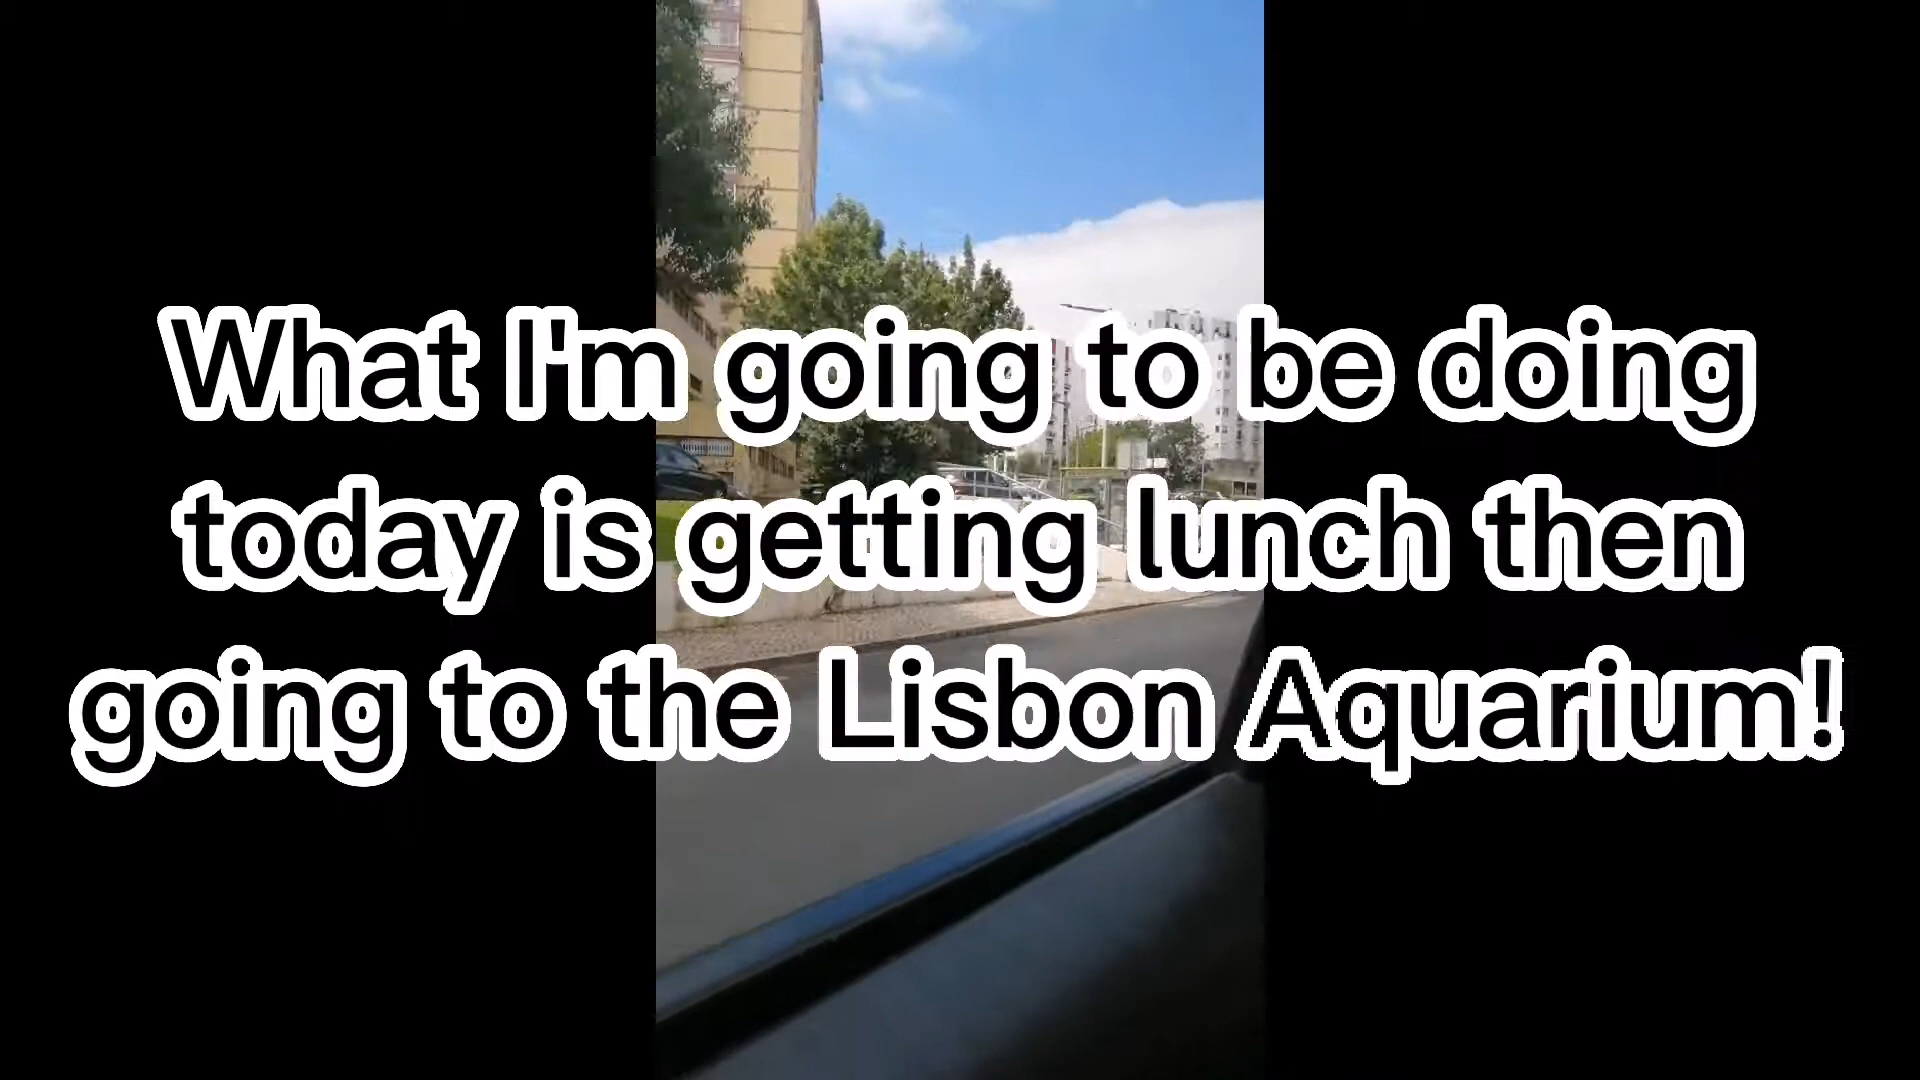 What I'm going to be doing
today is getting lunch then
going to the Lisbon Aquarium!